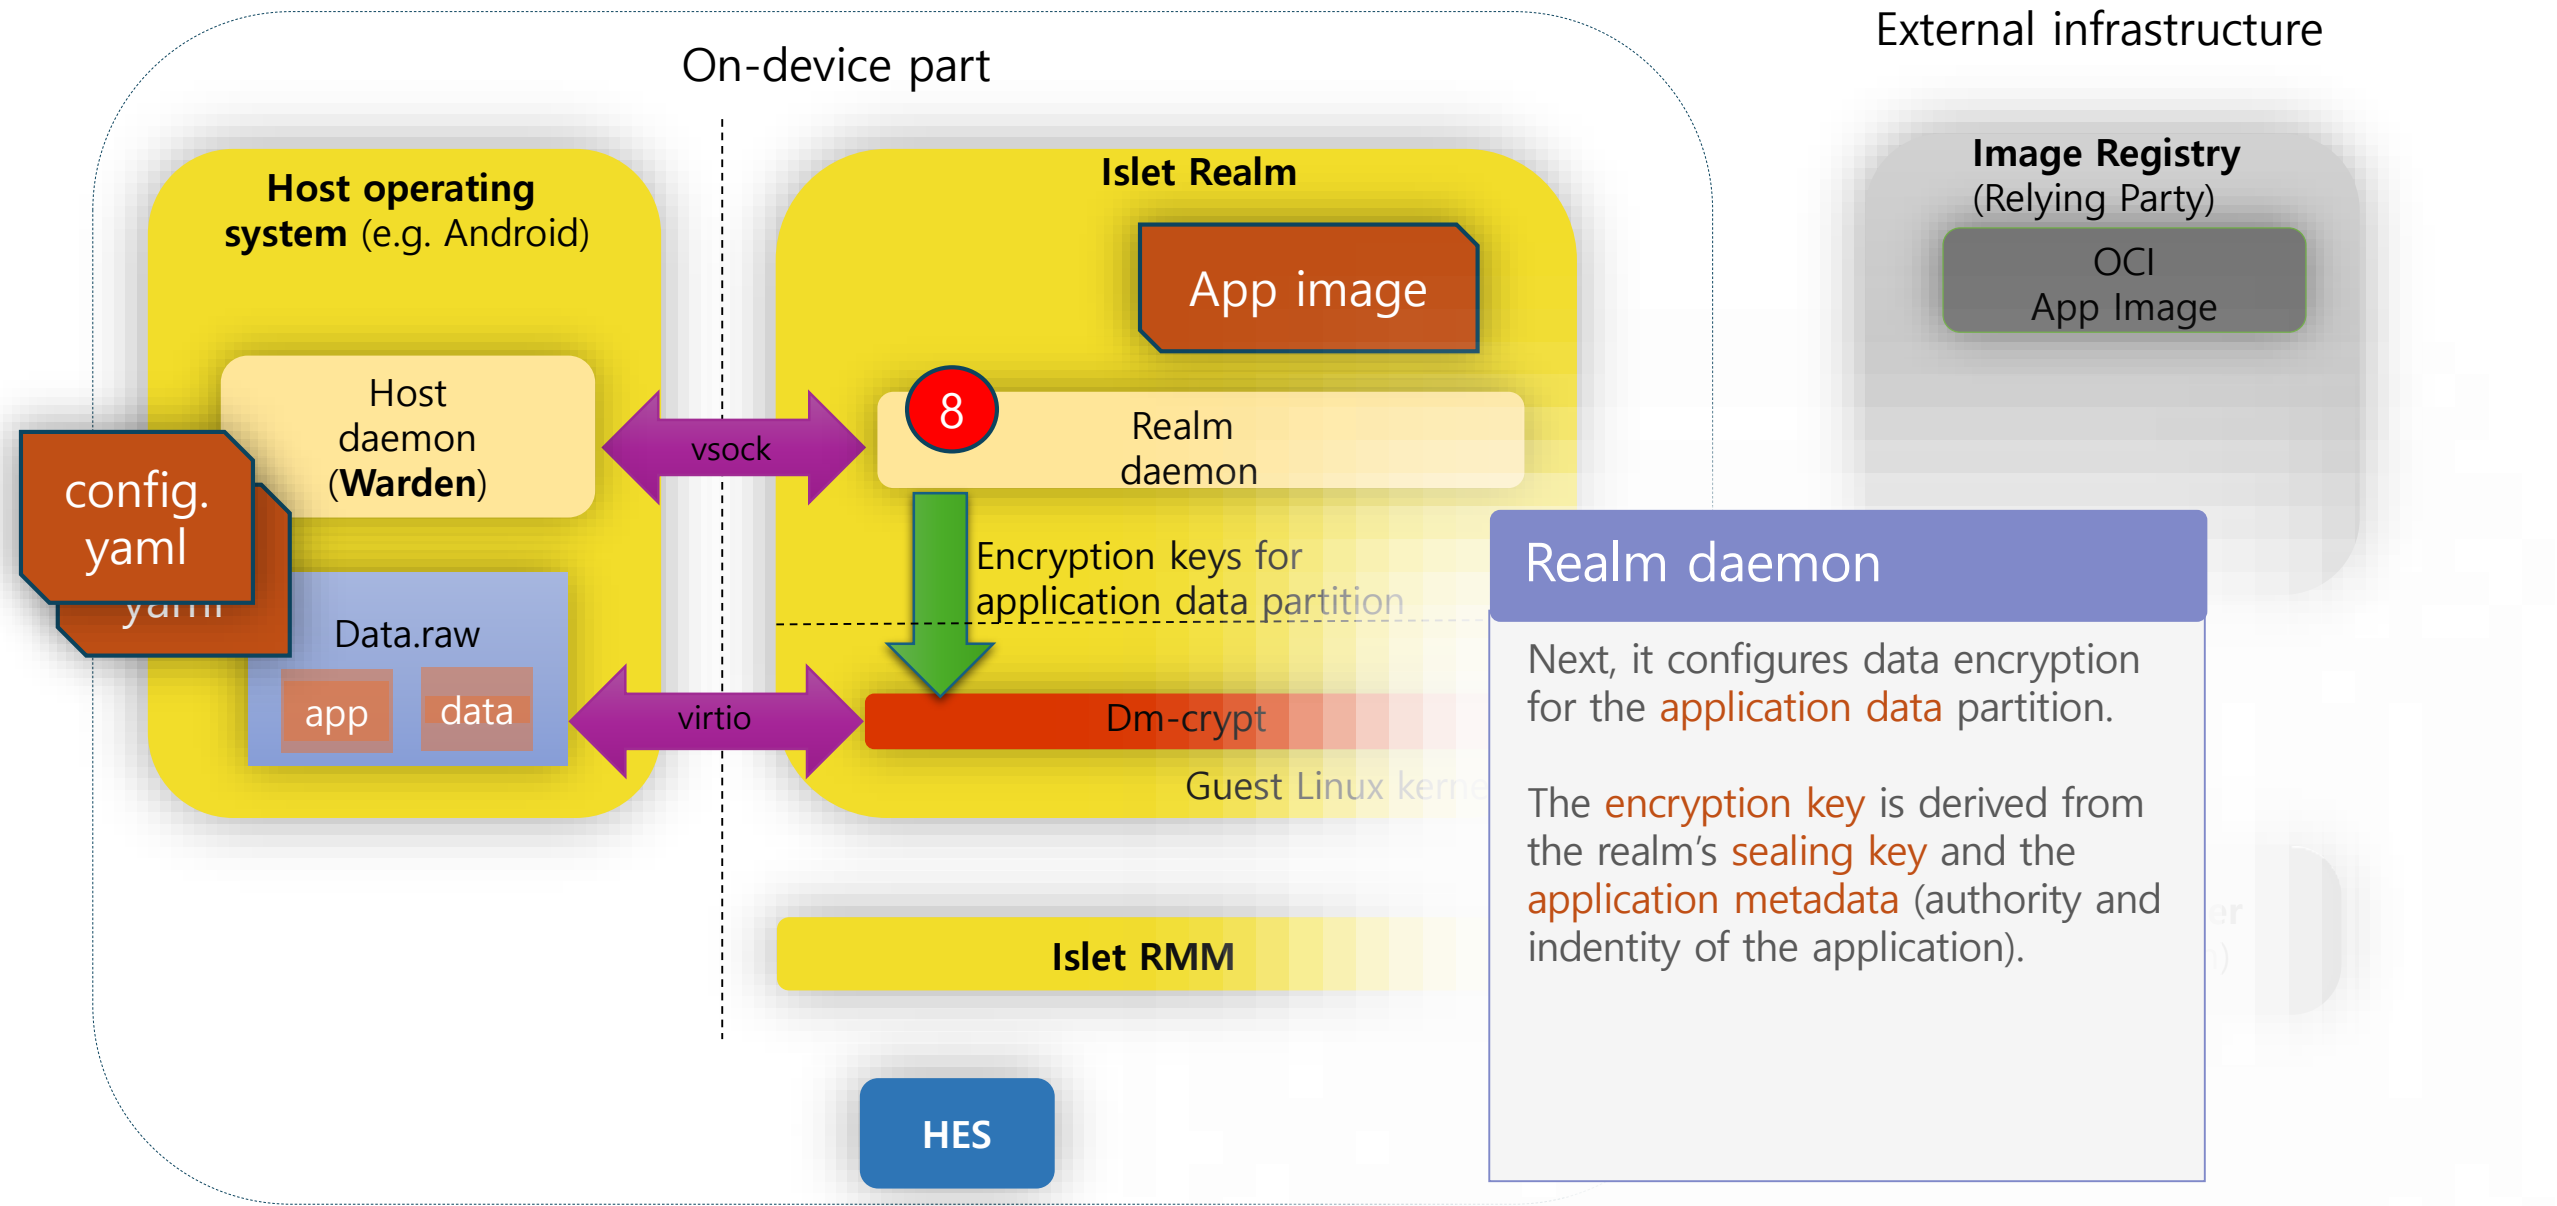 On-device part
External infrastructure
Host operating
system (e.g. Android)
Host
daemon
(Warden)
config.
yaml
yaml
Data.raw
app
data
vsock
virtio
Islet Realm
App image
8
Realm
daemon
Encryption keys for
application data partition
Dm-crypt
Guest Linux kerne
Islet RMM
HES
Image Registry
(Relying Party)
OCI
App Image
Realm daemon
Next, it configures data encryption
for the application data partition.
The encryption key is derived from
the realm's sealing key and the
application metadata (authority and
indentity of the application).
er